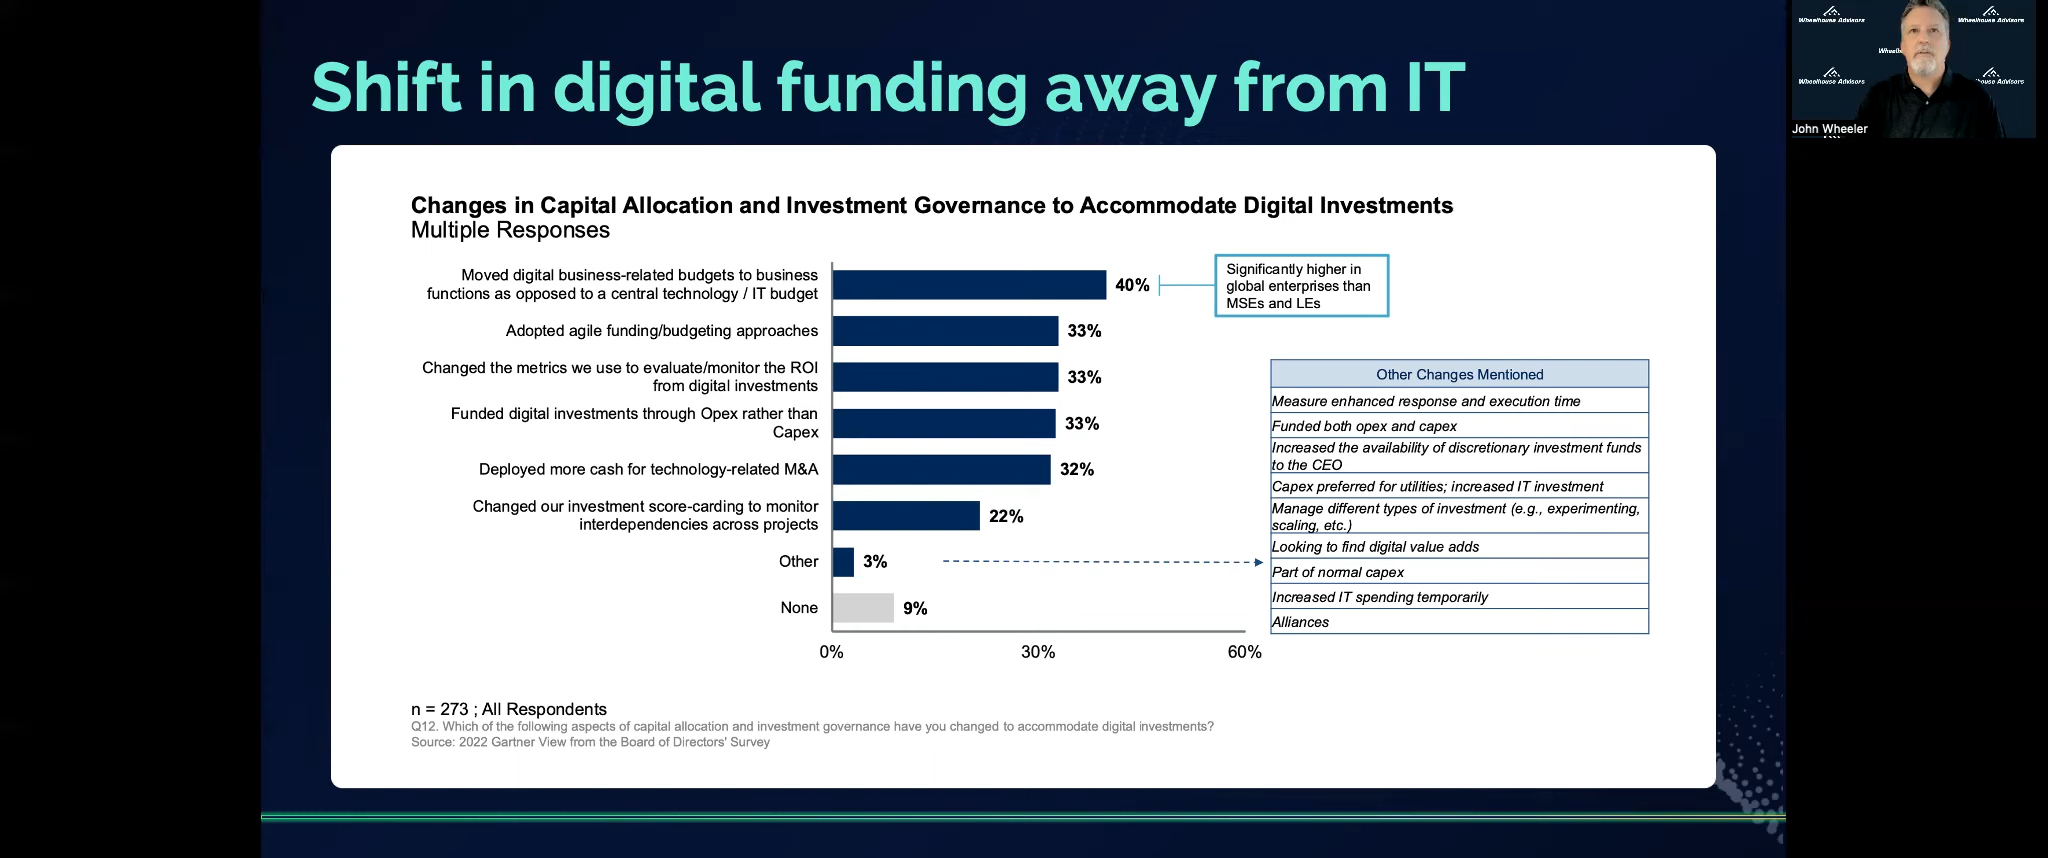 Shift in digital funding away from IT
Wheelhouse Advisors
Wheelhouse Advisors
Wheelhouse Advisors
John Wheeler
Changes in Capital Allocation and Investment Governance to Accommodate Digital Investments
Multiple Responses
Moved digital business-related budgets to business
functions as opposed to a central technology / IT budget
40%
Significantly higher in
global enterprises than
MSEs and LEs
Adopted agile funding/budgeting approaches
33%
Changed the metrics we use to evaluate/monitor the ROI
from digital investments
33%
Funded digital investments through Opex rather than
Capex
33%
Deployed more cash for technology-related M&A
32%
Changed our investment score-carding to monitor
interdependencies across projects
22%
Other
3%
None
9%
0%
30%
60%
Other Changes Mentioned
Measure enhanced response and execution time
Funded both opex and capex
Increased the availability of discretionary investment funds
to the CEO
Capex preferred for utilities; increased IT investment
Manage different types of investment (e.g., experimenting,
scaling, etc.)
Looking to find digital value adds
Part of normal capex
Increased IT spending temporarily
Alliances
n = 273 ; All Respondents
Q12. Which of the following aspects of capital allocation and investment governance have you changed to accommodate digital investments?
Source: 2022 Gartner View from the Board of Directors' Survey